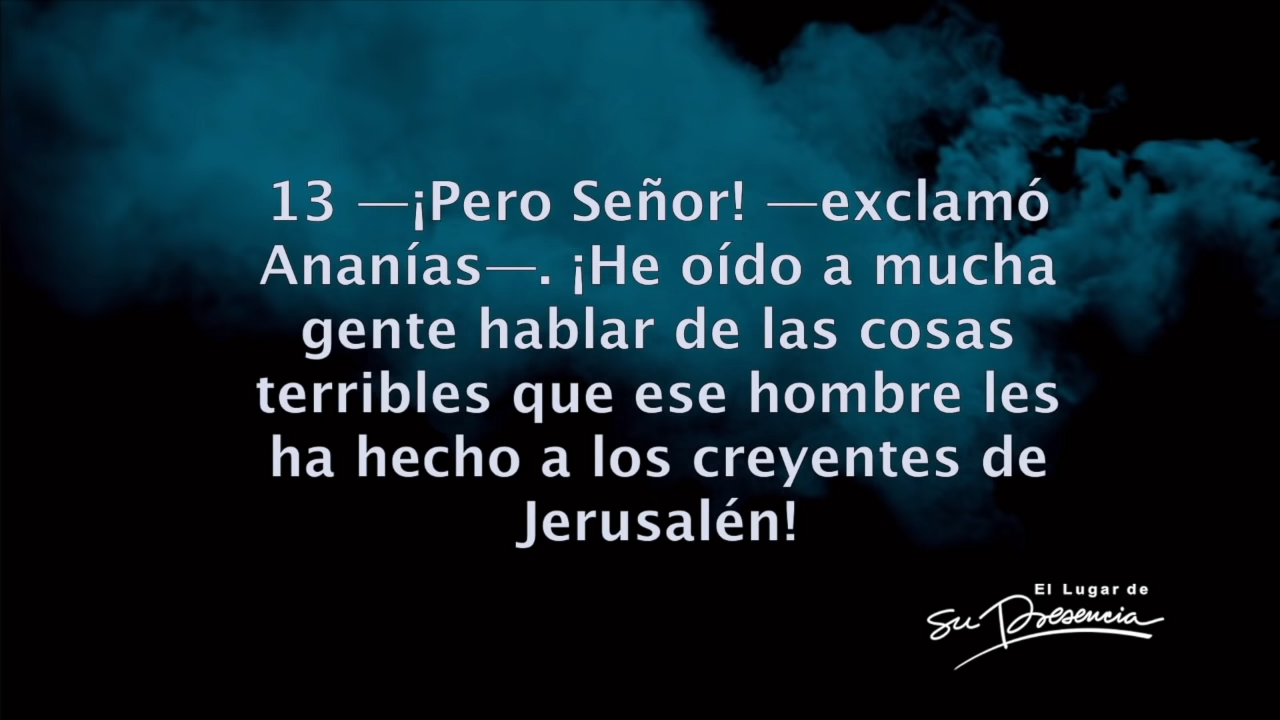 13 —¡Pero Señor! —exclamó
Ananías—. ¡He oído a mucha
gente hablar de las cosas
terribles que ese hombre les
ha hecho a los creyentes de
Jerusalén!
El Lugar de
Su Presencia